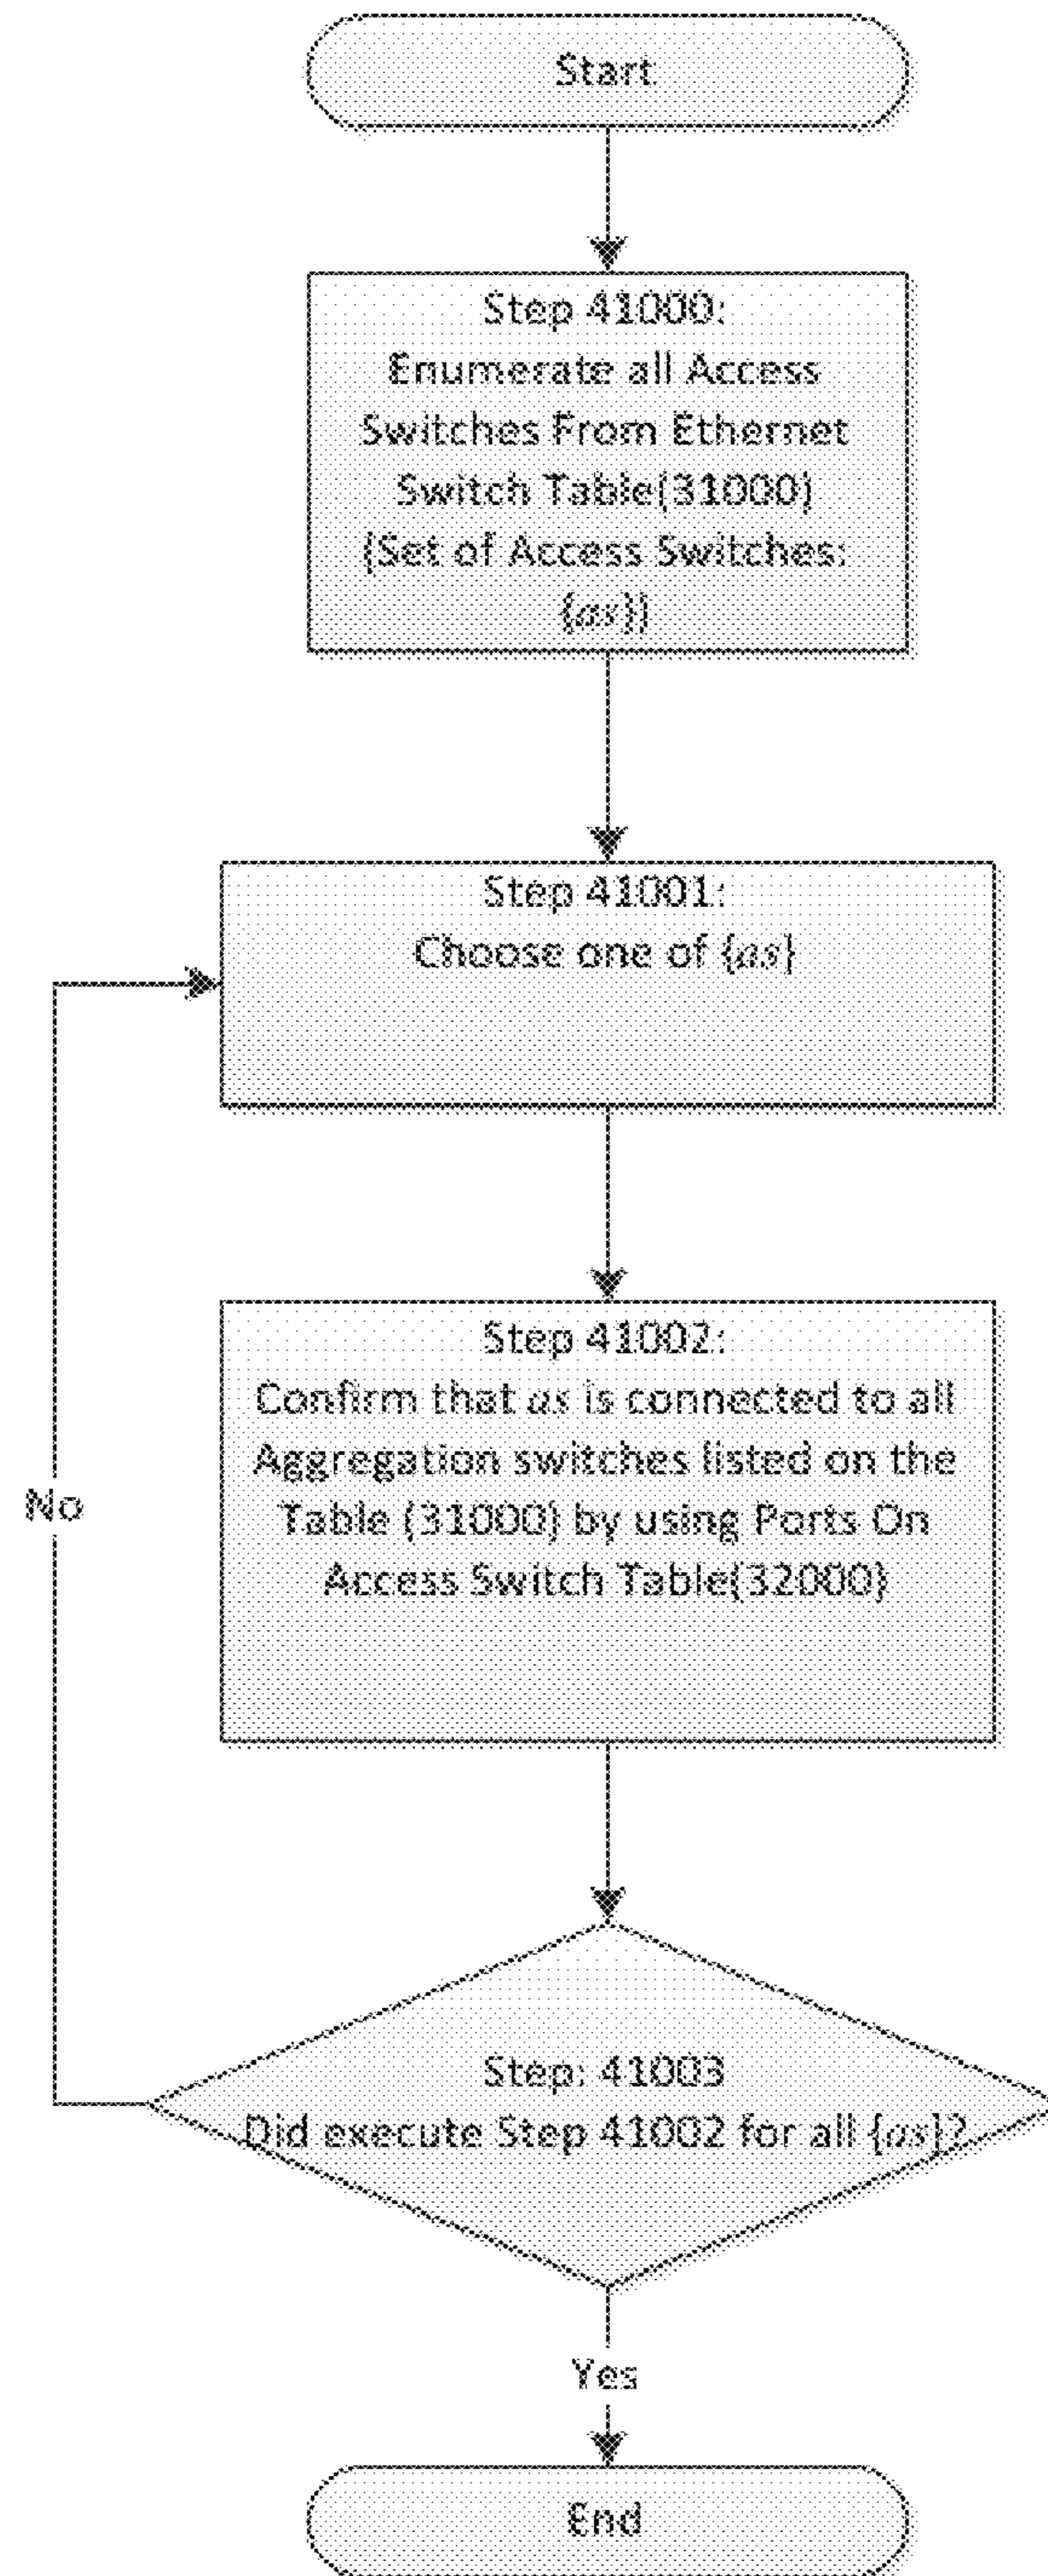 Start
Step 41000:
Enumerate all Access
Switches From Ethernet
Switch Table(31000)
(Set of Access Switches:
{as})
Step 41001:
Choose one of {as}
Step 41002:
Confirm that as is connected to all
Aggregation switches listed on the
Table (31000) by using Ports On
Access Switch Table(32000)
No
Step: 41003
Did execute Step 41002 for all {as}?
Yes
End